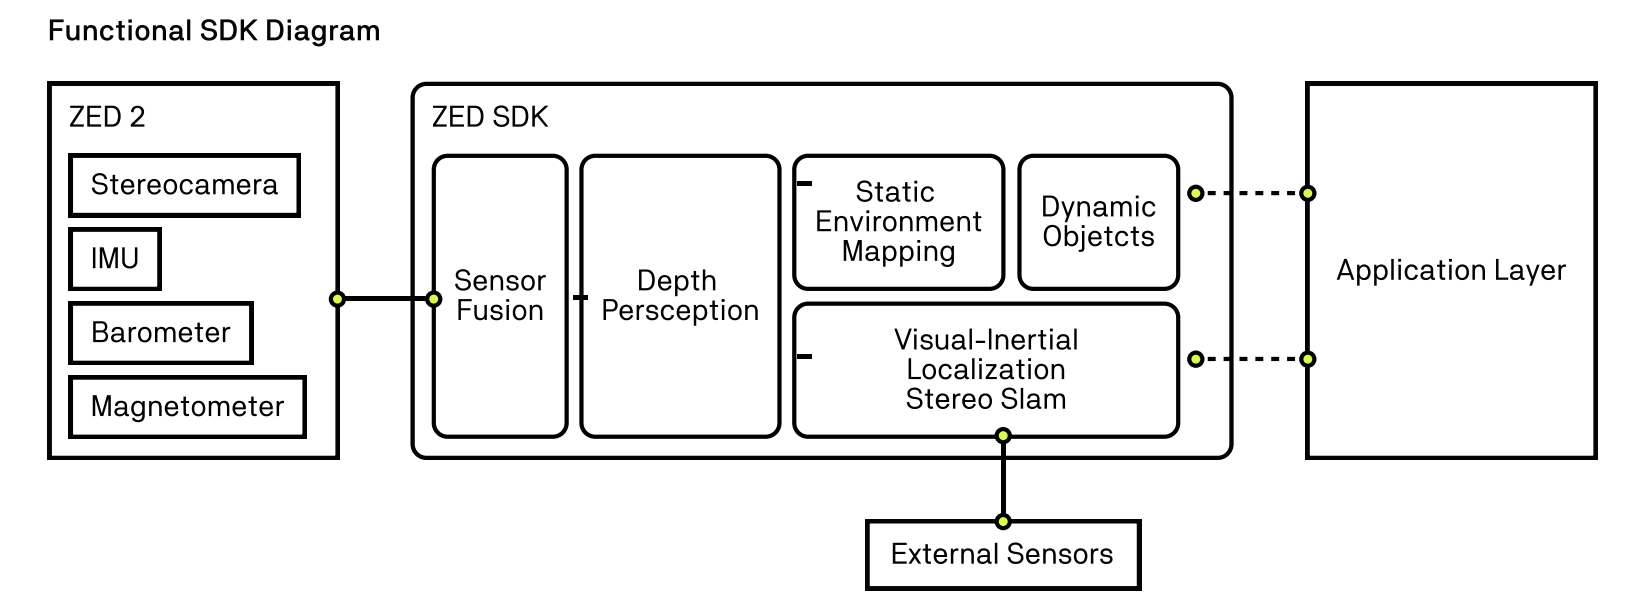 Functional SDK Diagram
ZED 2
Stereocamera
IMU
Barometer
Magnetometer
ZED SDK
Sensor
Fusion
Depth
Persception
Static
Environment
Mapping
Dynamic
Objetcts
Visual-Inertial
Localization
Stereo Slam
Application Layer
External Sensors